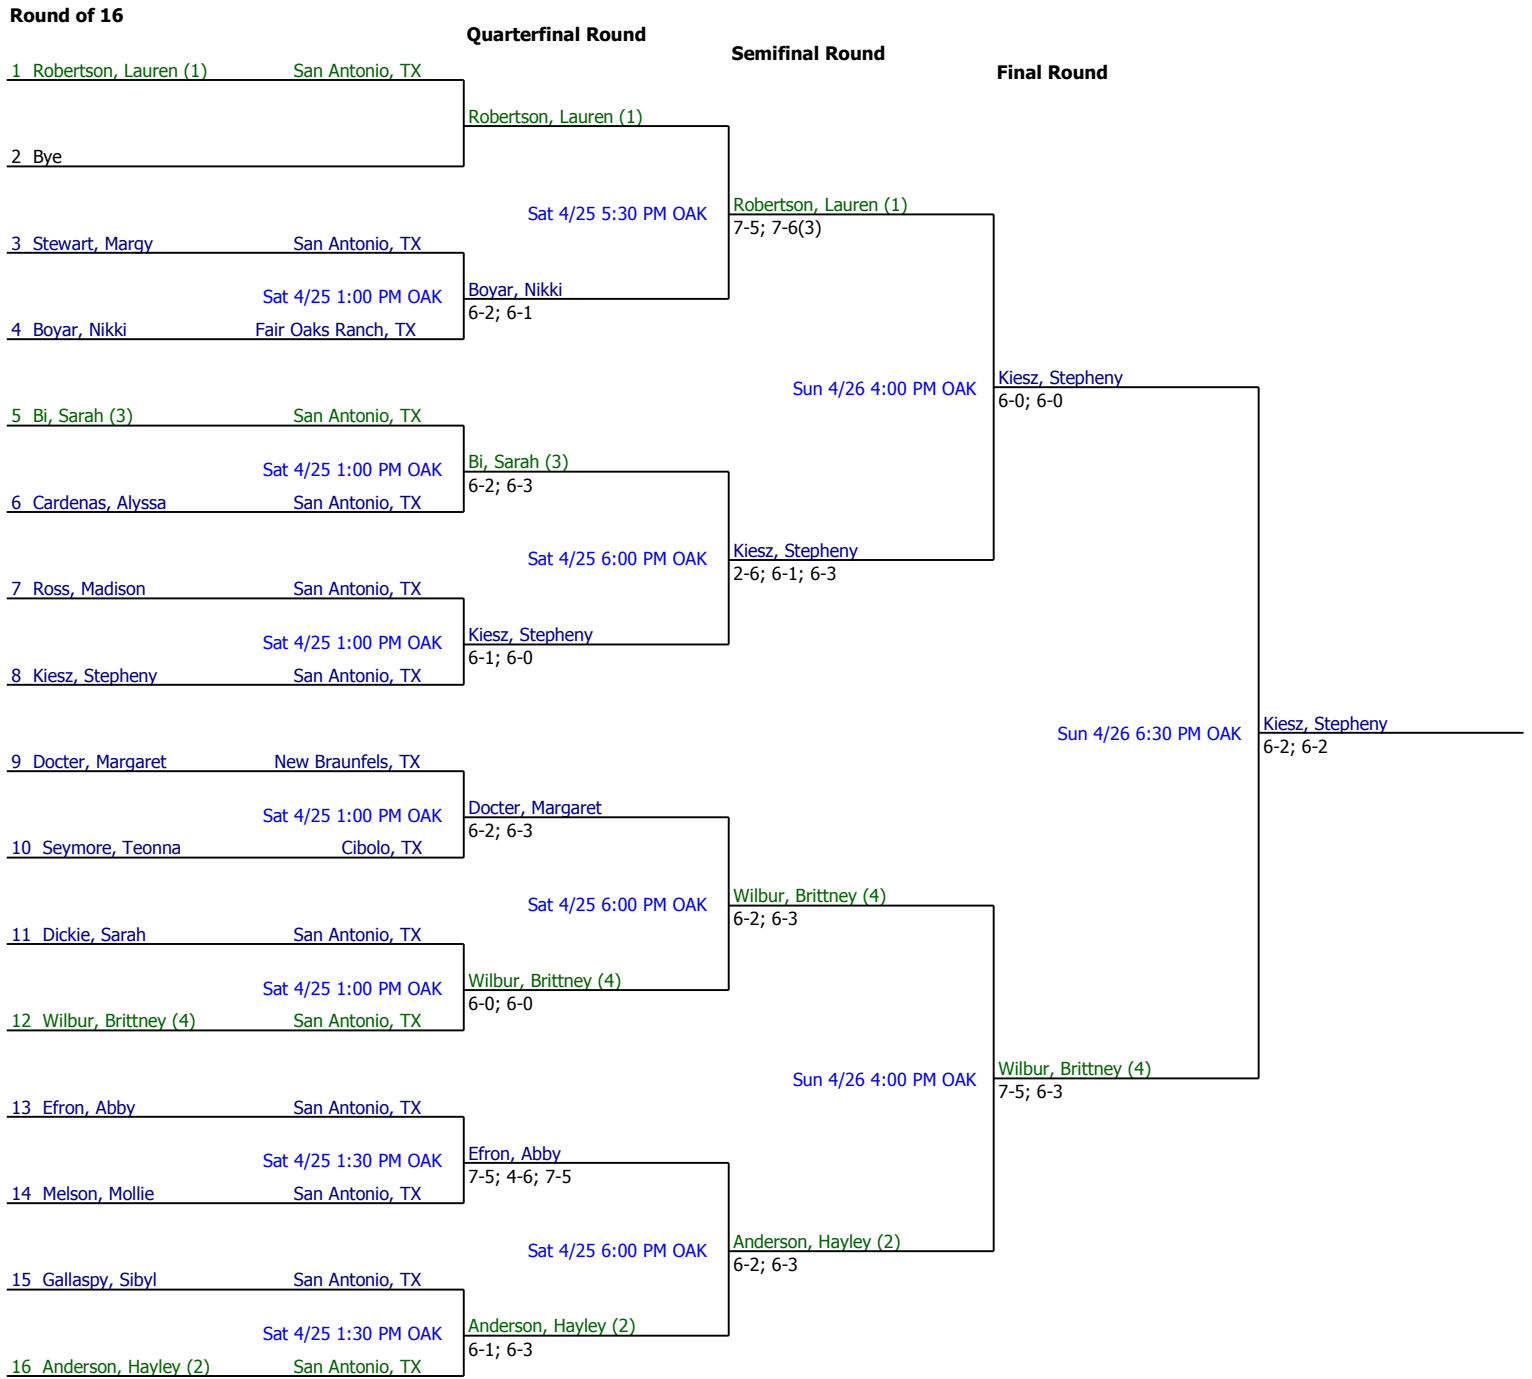 Round of 16
Quarterfinal Round
Semifinal Round
Final Round
1 Robertson, Lauren (1) San Antonio, TX
Robertson, Lauren (1)
2 Bye
Sat 4/25 5:30 PM OAK
Robertson, Lauren (1)
7-5; 7-6(3)
3 Stewart, Margy San Antonio, TX
Sat 4/25 1:00 PM OAK
Boyar, Nikki
6-2; 6-1
4 Boyar, Nikki Fair Oaks Ranch, TX
Sun 4/26 4:00 PM OAK
Kiesz, Stepheny
6-0; 6-0
5 Bi, Sarah (3) San Antonio, TX
Sat 4/25 1:00 PM OAK
Bi, Sarah (3)
6-2; 6-3
6 Cardenas, Alyssa San Antonio, TX
Sat 4/25 6:00 PM OAK
Kiesz, Stepheny
2-6; 6-1; 6-3
7 Ross, Madison San Antonio, TX
Sat 4/25 1:00 PM OAK
Kiesz, Stepheny
6-1; 6-0
8 Kiesz, Stepheny San Antonio, TX
Sun 4/26 6:30 PM OAK
Kiesz, Stepheny
6-2; 6-2
9 Docter, Margaret New Braunfels, TX
Sat 4/25 1:00 PM OAK
Docter, Margaret
6-2; 6-3
10 Seymore, Teonna Cibolo, TX
Sat 4/25 6:00 PM OAK
Wilbur, Brittney (4)
6-2; 6-3
11 Dickie, Sarah San Antonio, TX
Sat 4/25 1:00 PM OAK
Wilbur, Brittney (4)
6-0; 6-0
12 Wilbur, Brittney (4) San Antonio, TX
Sun 4/26 4:00 PM OAK
Wilbur, Brittney (4)
7-5; 6-3
13 Efron, Abby San Antonio, TX
Sat 4/25 1:30 PM OAK
Efron, Abby
7-5; 4-6; 7-5
14 Melson, Mollie San Antonio, TX
Sat 4/25 6:00 PM OAK
Anderson, Hayley (2)
6-2; 6-3
15 Gallaspy, Sibyl San Antonio, TX
Sat 4/25 1:30 PM OAK
Anderson, Hayley (2)
6-1; 6-3
16 Anderson, Hayley (2) San Antonio, TX